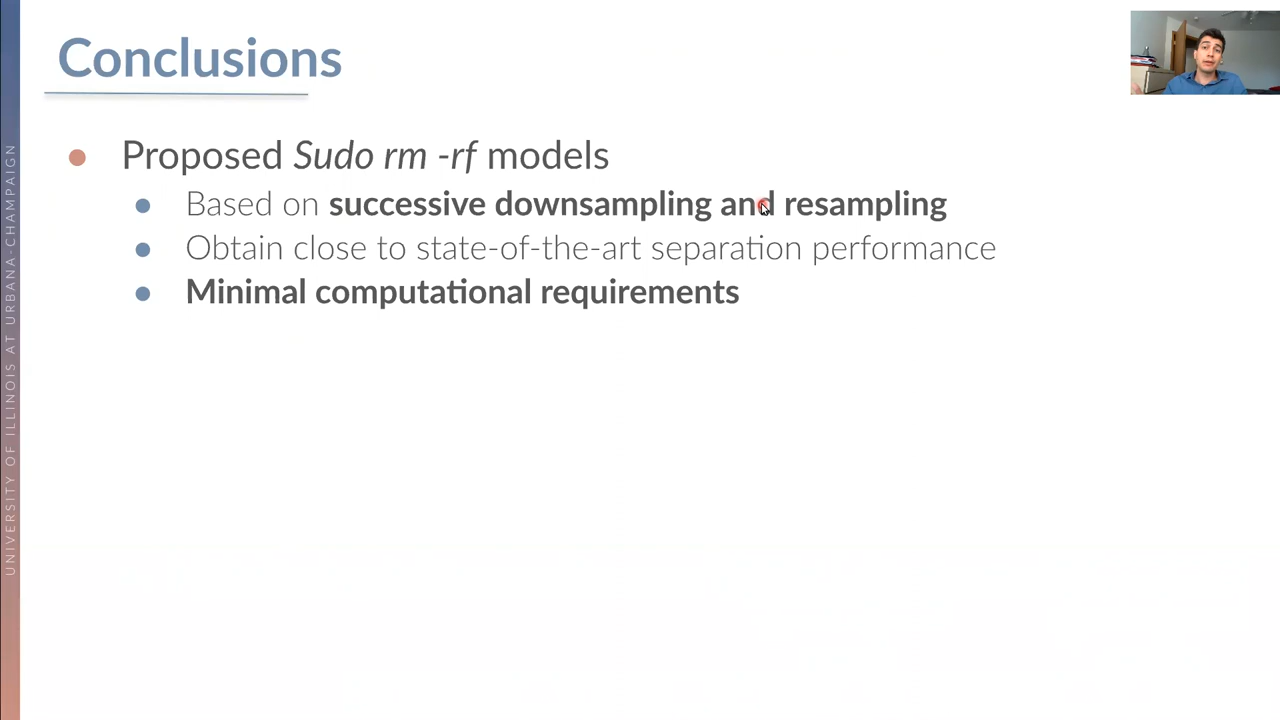 Conclusions
Proposed Sudo rm -rf models
Based on successive downsampling and resampling
Obtain close to state-of-the-art separation performance
Minimal computational requirements
UNIVERSITY OF ILLINOIS AT URBANA-CHAMPAIGN